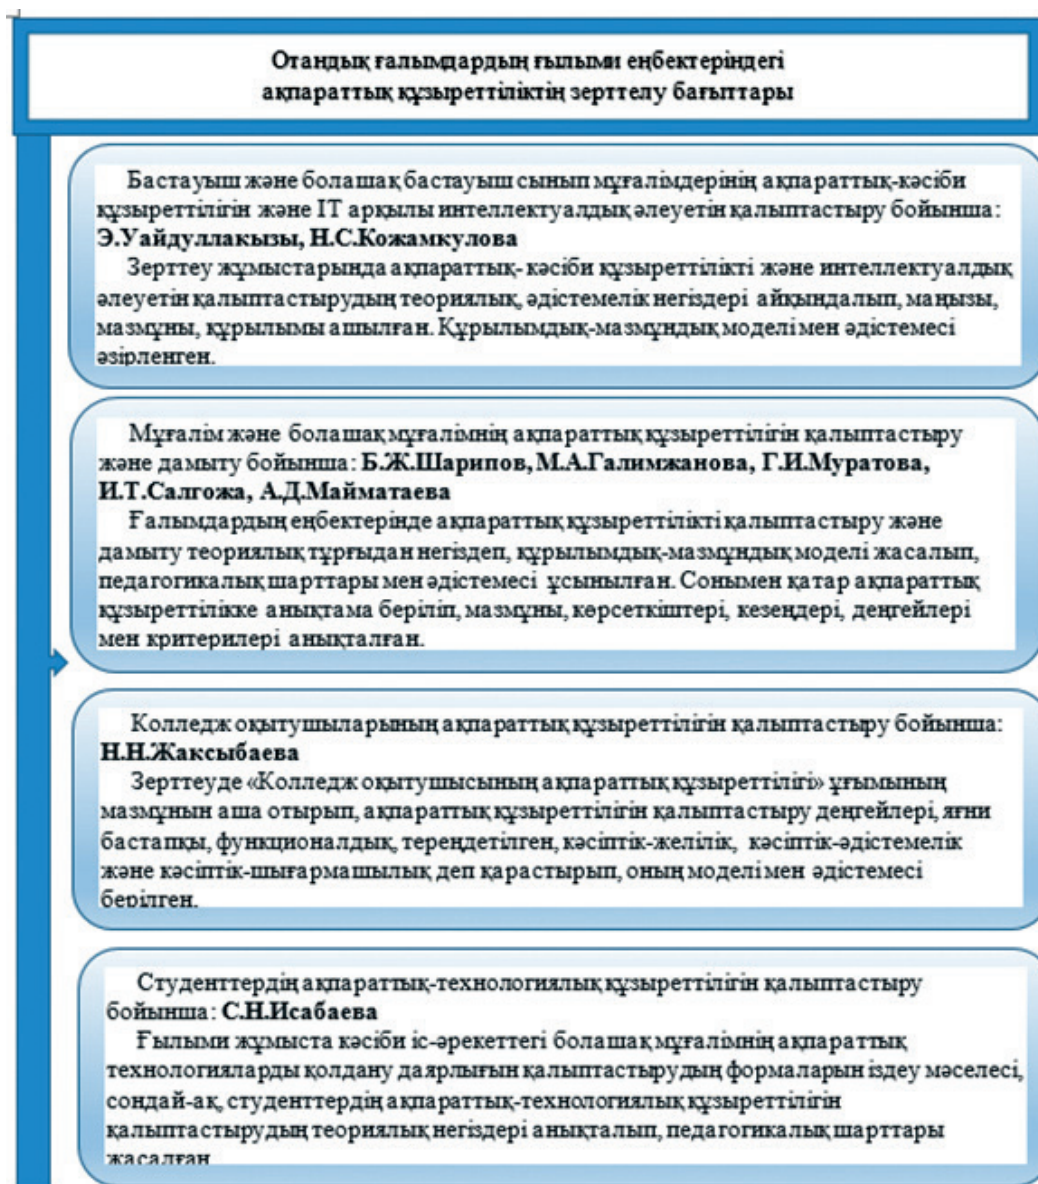 Отандық ғалымдардың ғылыми еңбектеріндегі
ақпараттық құзыреттіліктің зерттелу бағыттары
Бастауыш және болашақ бастауыш сынып мұғалімдерінің ақпараттық-кәсіби
құзыреттілігін және IT арқылы интеллектуалдық әлеуетін қалыптастыру бойынша:
Э.Уайдуллакызы, Н.С.Кожамкулова
Зерттеу жұмыстарында ақпараттық- кәсіби құзыреттілікті және интеллектуалдық
әлеуетін қалыптастырудың теориялық, әдістемелік негіздері айқындалып, маңызы,
мазмұны, құрылымы ашылған. Құрылымдық-мазмұндық моделі мен әдістемесі
әзірленген.
Мұғалім және болашақ мұғалімнің ақпараттық құзыреттілігін қалыптастыру
және дамыту бойынша: Б.Ж.Шарипов, М.А.Галимжанова, Г.И.Муратова,
И.Т.Салгожа, А.Д.Майматаева
Ғалымдардың еңбектерінде ақпараттық құзыреттілікті қалыптастыру және
дамыту теориялық тұрғыдан негіздеп, құрылымдық-мазмұндық моделі жасалып,
педагогикалық шарттары мен әдістемесі ұсынылған. Сонымен қатар ақпараттық
құзыреттілікке анықтама беріліп, мазмұны, көрсеткіштері, кезеңдері, деңгейлері
мен критерилері анықталған.
Колледж оқытушыларының ақпараттық құзыреттілігін қалыптастыру бойынша:
Н.Н.Жаксыбаева
Зерттеуде «Колледж оқытушысының ақпараттық құзыреттілігі» ұғымының
мазмұнын аша отырып, ақпараттық құзыреттілігін қалыптастыру деңгейлері, яғни
бастапқы, функционалдық, тереңдетілген, кәсіптік-желілік, кәсіптік-әдістемелік
және кәсіптік-шығармашылық деп қарастырып, оның моделі мен әдістемесі
берілген.
Студенттердің ақпараттық-технологиялық құзыреттілігін қалыптастыру
бойынша: С.Н.Исабаева
Ғылыми жұмыста кәсіби іс-әрекеттегі болашақ мұғалімнің ақпараттық
технологияларды қолдану даярлығын қалыптастырудың формаларын іздеу мәселесі,
сондай-ақ, студенттердің ақпараттық-технологиялық құзыреттілігін
қалыптастырудың теориялық негіздері анықталып, педагогикалық шарттары
жасалған